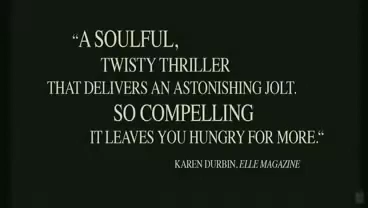 “A SOULFUL,
TWISTY THRILLER
THAT DELIVERS AN ASTONISHING JOLT.
SO COMPELLING
IT LEAVES YOU HUNGRY FOR MORE.“
KAREN DURBIN, ELLE MAGAZINE